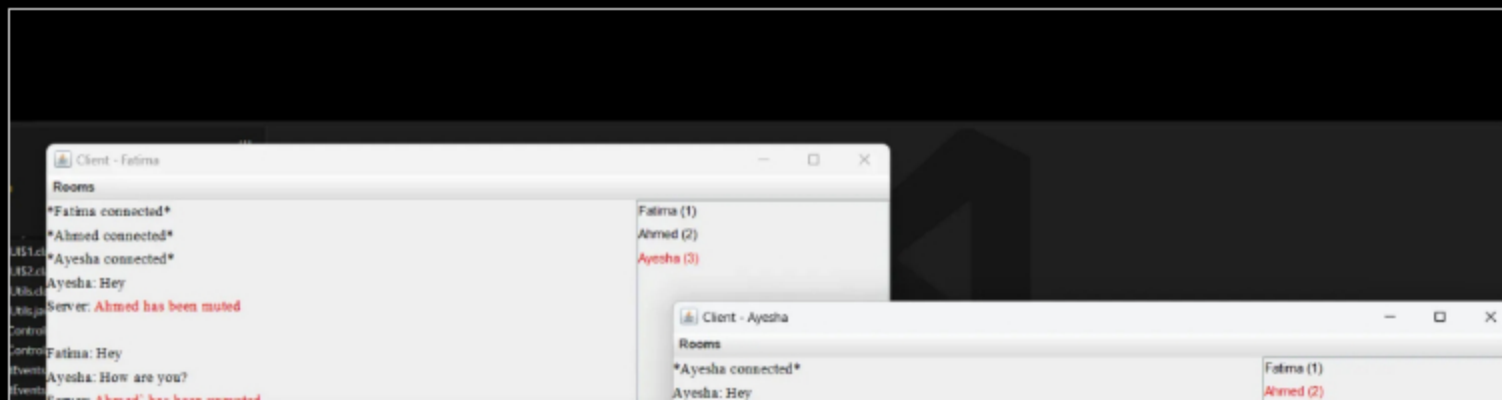 Client - Fatima
Rooms
*Fatima connected*
*Ahmed connected*
*Ayesha connected*
Ayesha: Hey
Server: Ahmed has been muted
Fatima: Hey
Ayesha: How are you?
Fatima (1)
Ahmed (2)
Ayesha (3)
Client - Ayesha
Rooms
*Ayesha connected*
Ayesha: Hey
Fatima (1)
Ahmed (2)